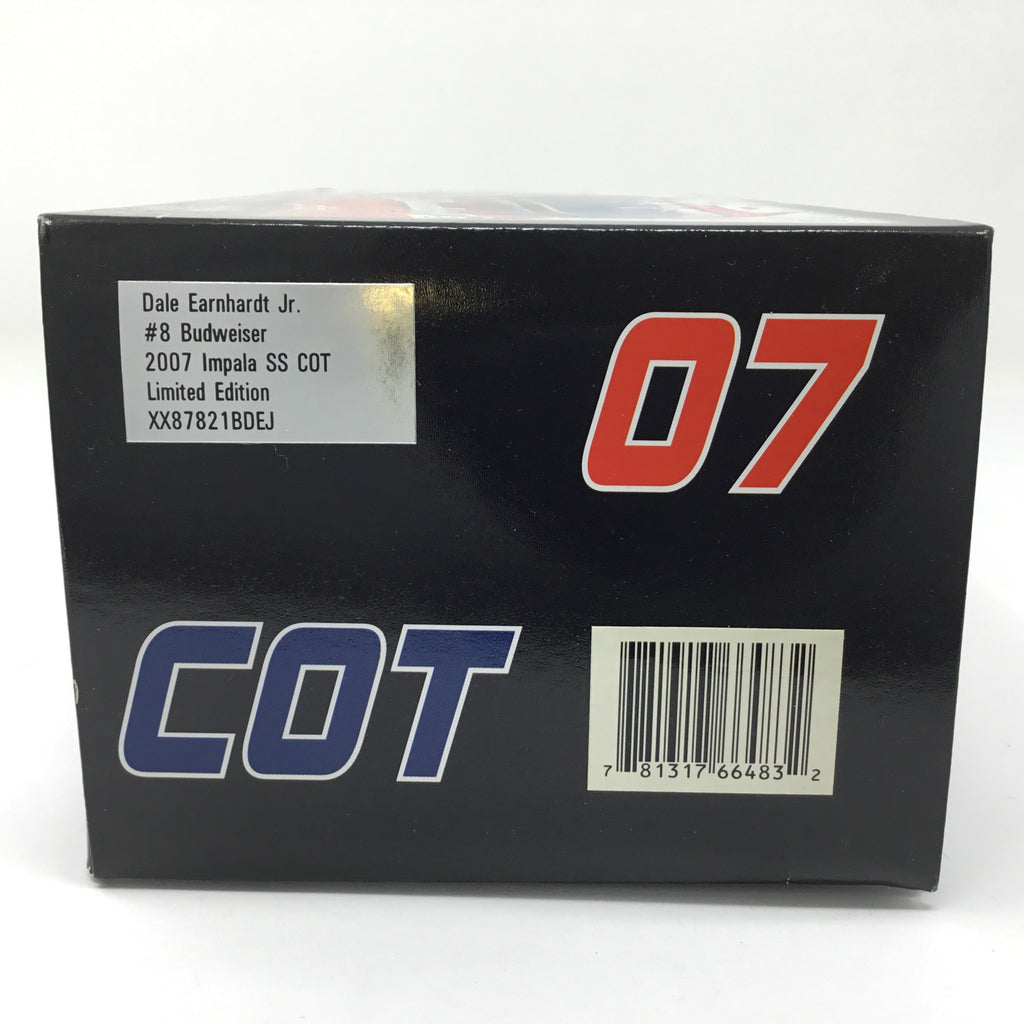 Dale Earnhardt Jr.
#8 Budweiser
2007 Impala SS COT
Limited Edition
XX87821BDEJ
07
COT
7 81317 66483 2